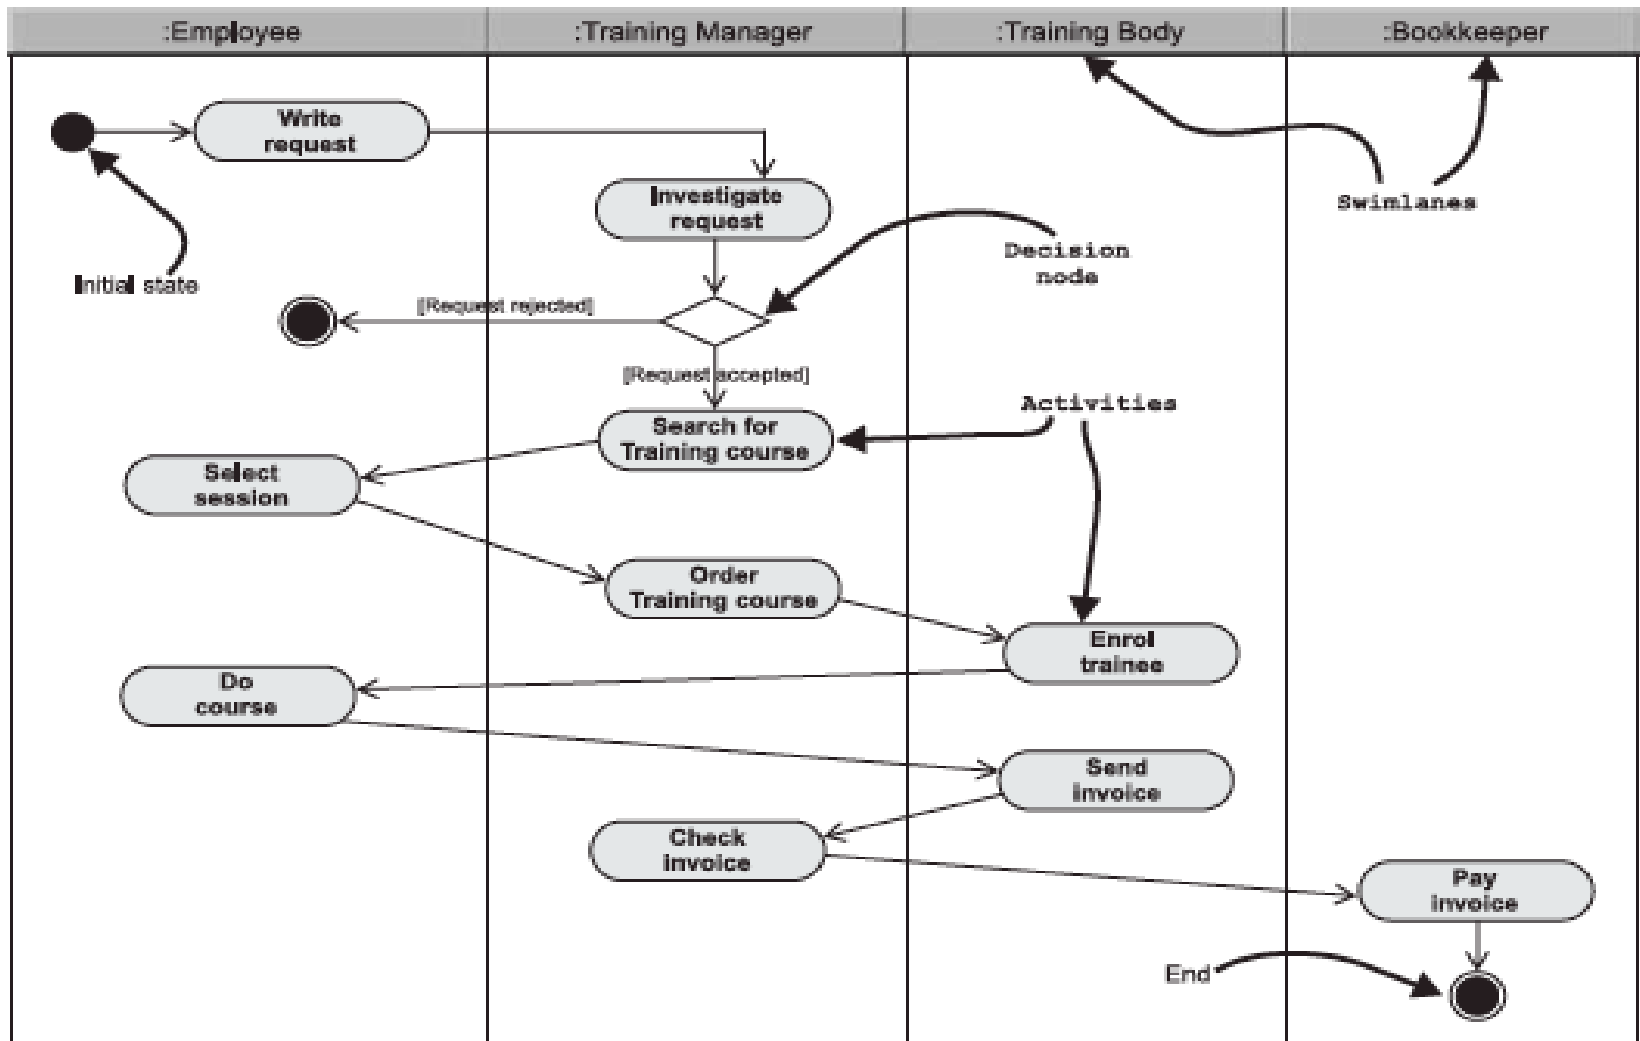 :Employee
:Training Manager
:Training Body
:Bookkeeper
Write
request
Investigate
request
Swimlanes
Decision
node
Initial state
[Request rejected]
[Request accepted]
Activities
Search for
Training course
Select
session
Order
Training course
Enrol
trainee
Do
course
Send
invoice
Check
invoice
Pay
invoice
End